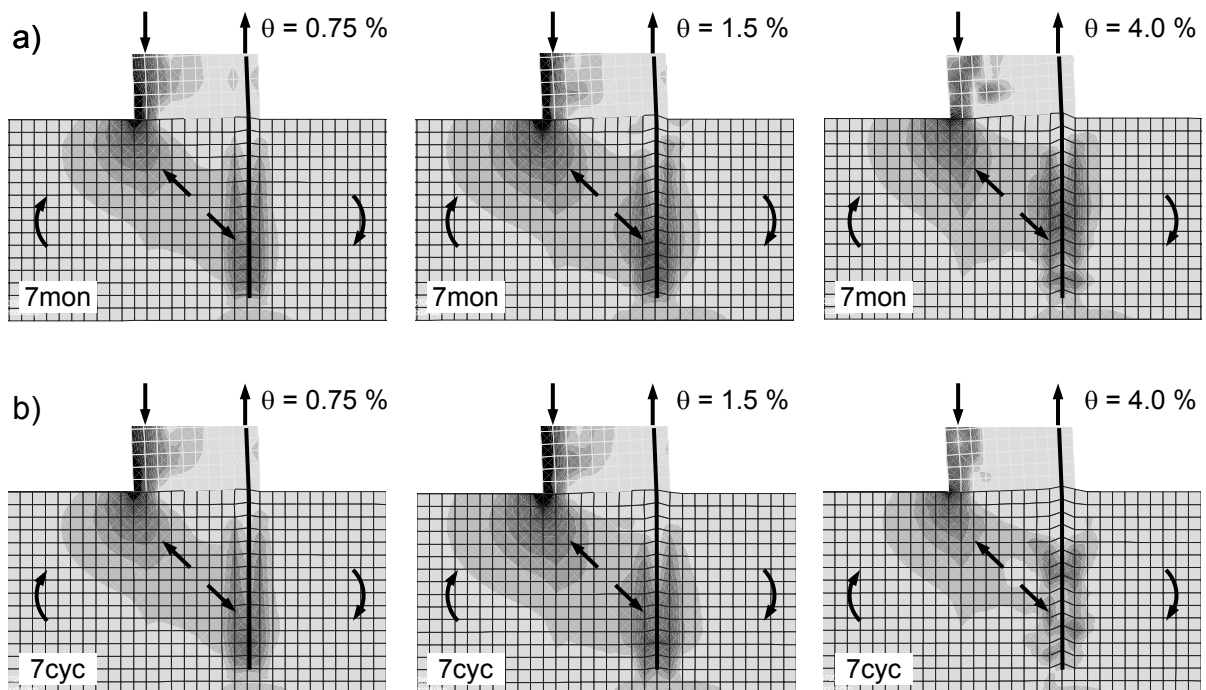 a)
θ = 0.75 %
θ = 1.5 %
θ = 4.0 %
7mon
7mon
7mon
b)
θ = 0.75 %
θ = 1.5 %
θ = 4.0 %
7cyc
7cyc
7cyc